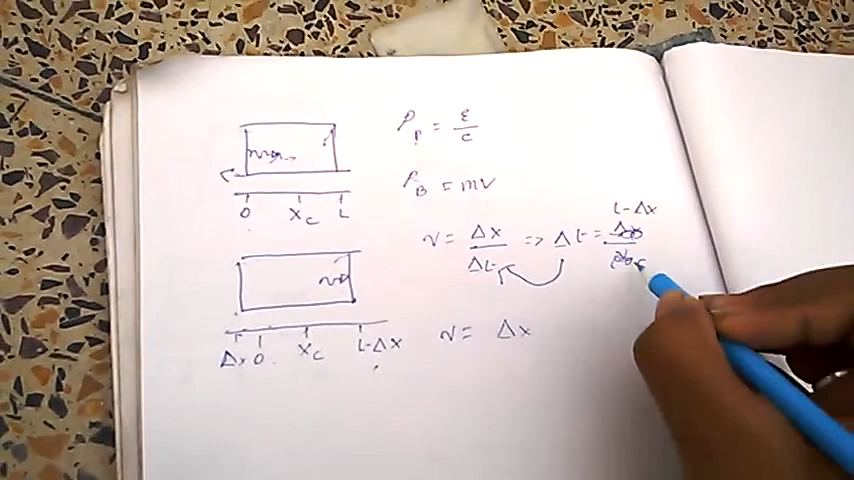 P_P = E/C
P_B = mv
0 x_C L
L-Δx
v = Δx/Δt => Δt =
Δx 0 x_C L-Δx
v = Δx